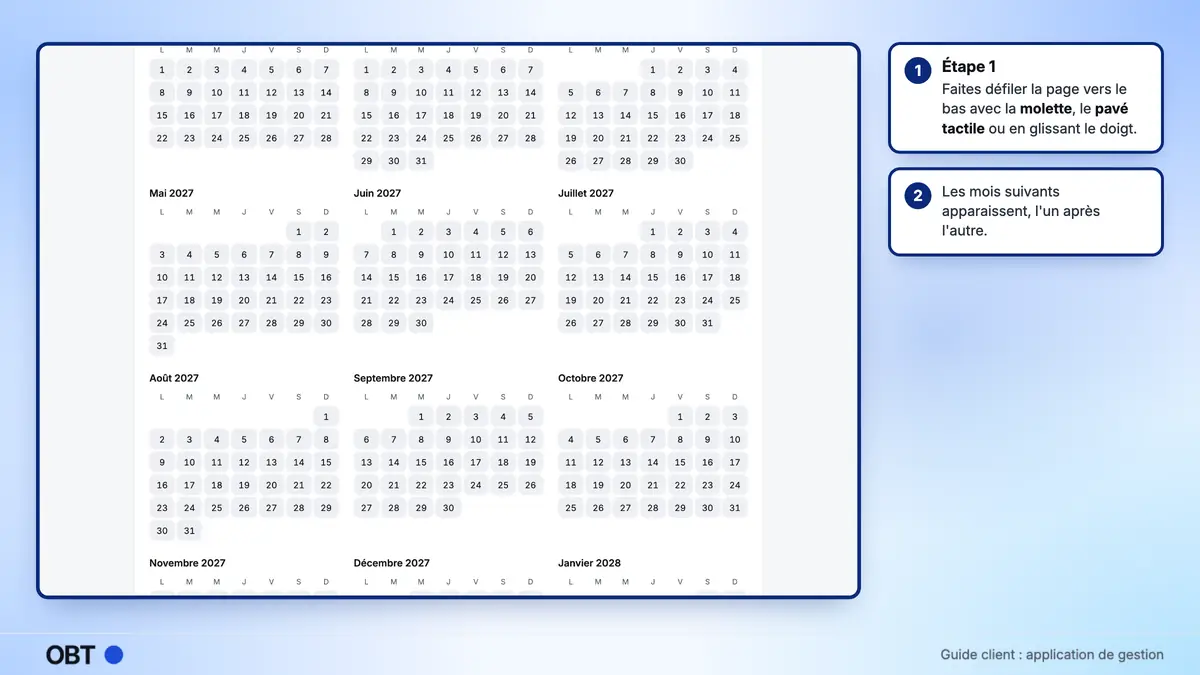 L M M J V S D L M M J V S D L M M J V S D
1 2 3 4 5 6 7 1 2 3 4 5 6 7 1 2 3 4
8 9 10 11 12 13 14 8 9 10 11 12 13 14 5 6 7 8 9 10 11
15 16 17 18 19 20 21 15 16 17 18 19 20 21 12 13 14 15 16 17 18
22 23 24 25 26 27 28 22 23 24 25 26 27 28 19 20 21 22 23 24 25
29 30 31 26 27 28 29 30
Mai 2027 Juin 2027 Juillet 2027
L M M J V S D L M M J V S D L M M J V S D
1 2 1 2 3 4 5 6 1 2 3 4
3 4 5 6 7 8 9 7 8 9 10 11 12 13 5 6 7 8 9 10 11
10 11 12 13 14 15 16 14 15 16 17 18 19 20 12 13 14 15 16 17 18
17 18 19 20 21 22 23 21 22 23 24 25 26 27 19 20 21 22 23 24 25
24 25 26 27 28 29 30 28 29 30 26 27 28 29 30 31
31
Août 2027 Septembre 2027 Octobre 2027
L M M J V S D L M M J V S D L M M J V S D
1 1 2 3 4 5 1 2 3
2 3 4 5 6 7 8 6 7 8 9 10 11 12 4 5 6 7 8 9 10
9 10 11 12 13 14 15 13 14 15 16 17 18 19 11 12 13 14 15 16 17
16 17 18 19 20 21 22 20 21 22 23 24 25 26 18 19 20 21 22 23 24
23 24 25 26 27 28 29 27 28 29 30 25 26 27 28 29 30 31
30 31
Novembre 2027 Décembre 2027 Janvier 2028
L M M J V S D L M M J V S D L M M J V S D
1 Étape 1
Faites défiler la page vers le
bas avec la molette, le pavé
tactile ou en glissant le doigt.
2 Les mois suivants
apparaissent, l'un après
l'autre.
OBT
Guide client : application de gestion